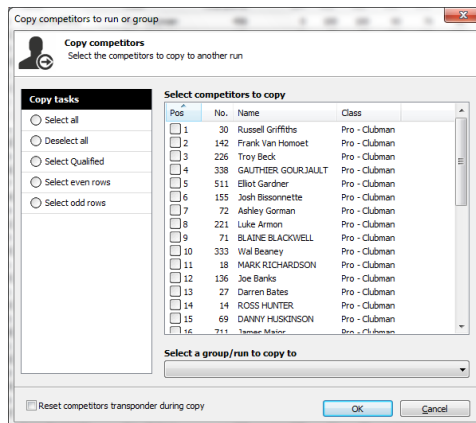 Copy competitors to run or group
Copy competitors
Select the competitors to copy to another run
Copy tasks
Select all
Deselect all
Select Qualified
Select even rows
Select odd rows
Select competitors to copy
Pos No. Name Class
1 30 Russell Griffiths Pro - Clubman
2 142 Frank Van Homoet Pro - Clubman
3 226 Troy Beck Pro - Clubman
4 338 GAUTHIER GOURJAULT Pro - Clubman
5 511 Elliot Gardner Pro - Clubman
6 155 Josh Bissonnette Pro - Clubman
7 72 Ashley Gorman Pro - Clubman
8 221 Luke Armon Pro - Clubman
9 71 BLAINE BLACKWELL Pro - Clubman
10 333 Wal Beaney Pro - Clubman
11 18 MARK RICHARDSON Pro - Clubman
12 136 Joe Banks Pro - Clubman
13 27 Darren Bates Pro - Clubman
14 14 ROSS HUNTER Pro - Clubman
15 69 DANNY HUSKINSON Pro - Clubman
16 711 James Major Pro - Clubman
Select a group/run to copy to
Reset competitors transponder during copy
OK
Cancel